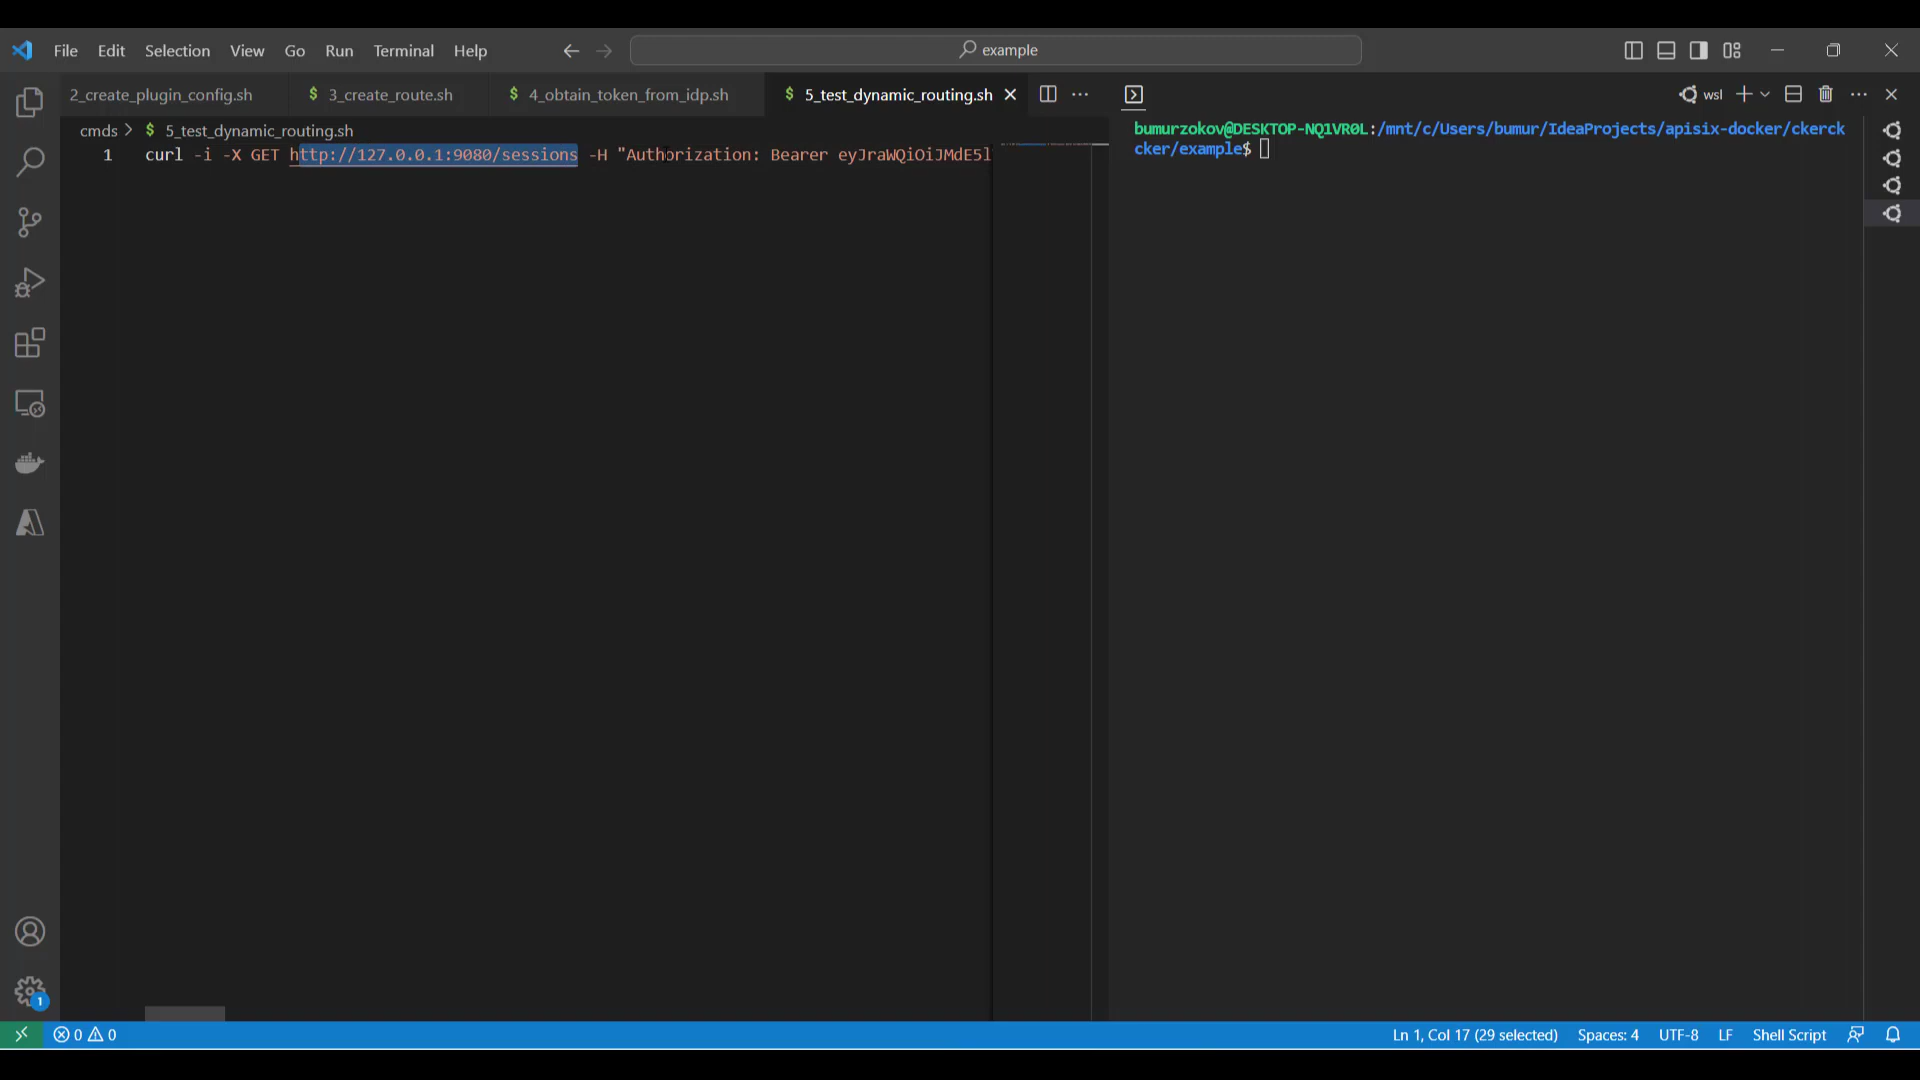 File Edit Selection View Go Run Terminal Help example
2_create_plugin_config.sh $ 3_create_route.sh $ 4_obtain_token_from_idp.sh $ 5_test_dynamic_routing.sh wsl
cmds > $ 5_test_dynamic_routing.sh
1 curl -i -X GET http://127.0.0.1:9080/sessions -H "Authorization: Bearer eyJraWQiOiJMdE5l
bumurzokov@DESKTOP-NQ1VR0L:/mnt/c/Users/bumur/IdeaProjects/apisix-docker/ckerck
cker/example$
1
0 0 Ln 1, Col 17 (29 selected) Spaces: 4 UTF-8 LF Shell Script